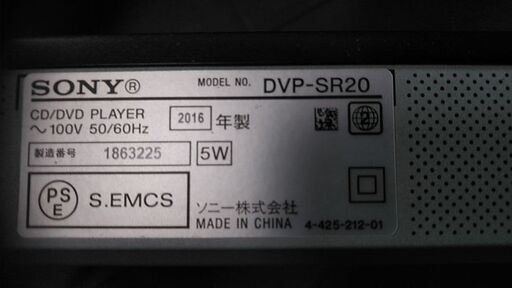 SONY® MODEL NO. DVP-SR20
CD/DVD PLAYER
～100V 50/60Hz
2016 年製
製造番号 1863225 5W
PS
E
S.EMCS
ソニー株式会社
MADE IN CHINA 4-425-212-01
2